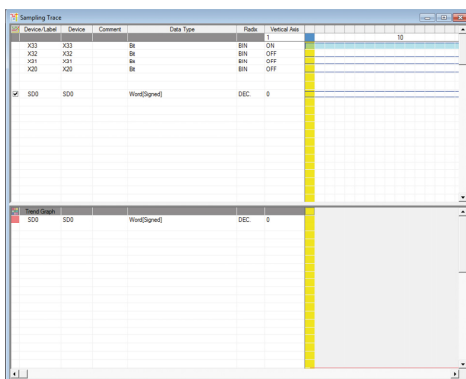 Sampling Trace
Device/Label Device Comment Data Type Radix Vertical Axis
1 10
X33 X33 Bit BIN ON
X32 X32 Bit BIN OFF
X31 X31 Bit BIN OFF
X20 X20 Bit BIN OFF
SD0 SD0 Word[Signed] DEC. 0
Trend Graph
SD0 SD0 Word[Signed] DEC. 0